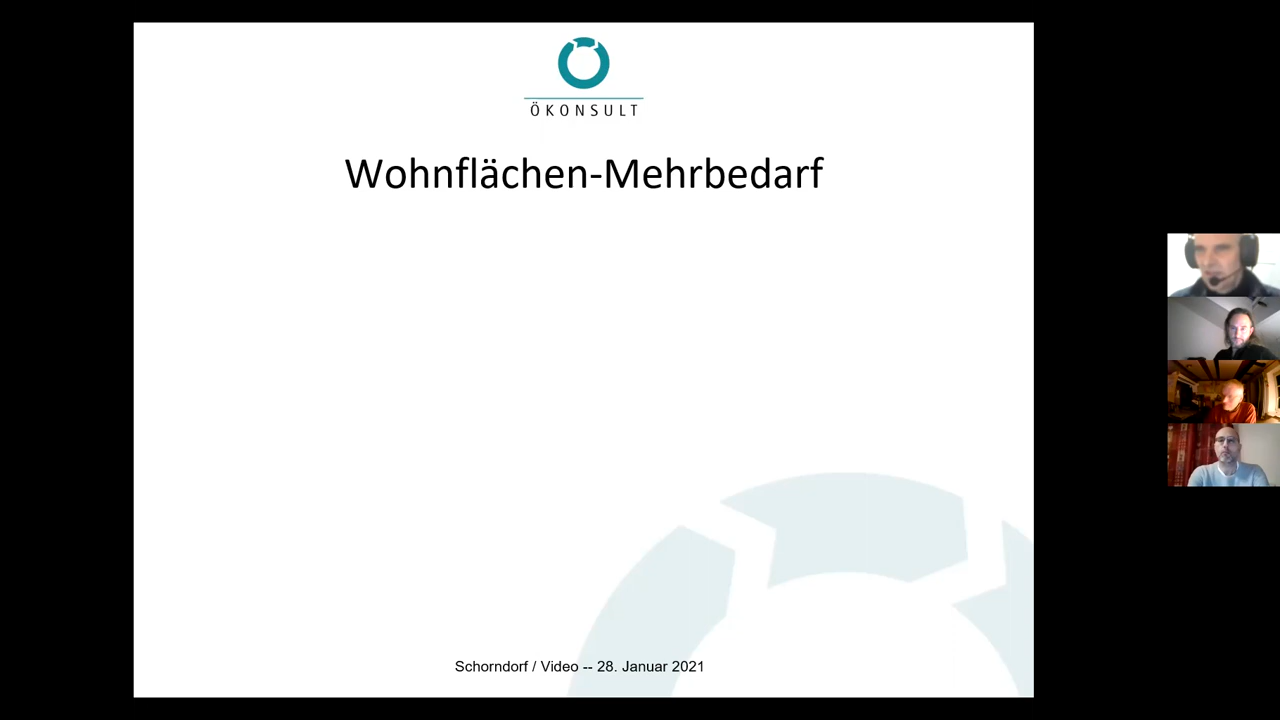 ÖKONSULT
Wohnflächen-Mehrbedarf
Schorndorf / Video -- 28. Januar 2021